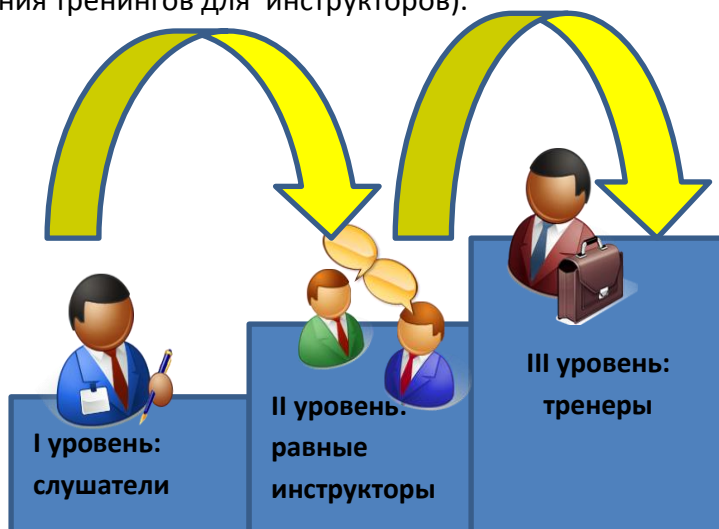 ния тренингов для инструкторов).
III уровень:
тренеры
II уровень:
равные
инструкторы
I уровень:
слушатели